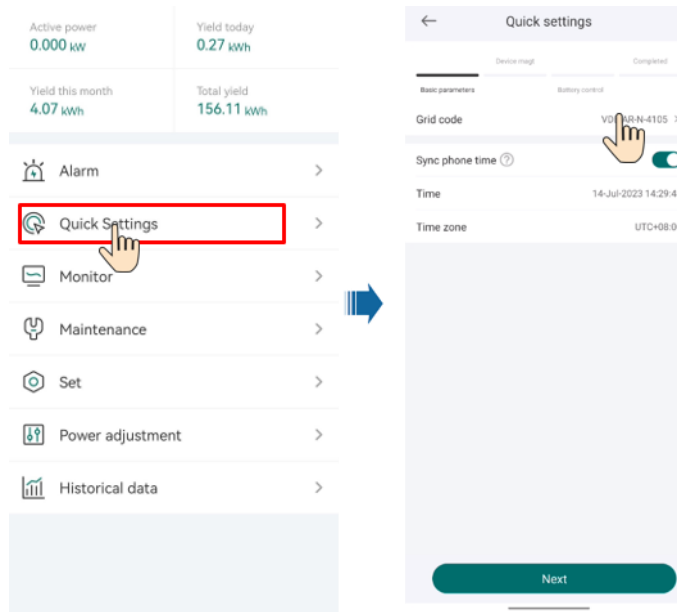 Active power
Yield today
0.000 kW
0.27 kWh
Yield this month
Total yield
4.07 kWh
156.11 kWh
Alarm
Quick Settings
Monitor
Maintenance
Set
Power adjustment
Historical data
Quick settings
Device magt
Completed
Basic parameters
Battery control
Grid code
AR-N-4105
Sync phone time
Time
14-Jul-2023 14:29:4
Time zone
UTC+08:0
Next